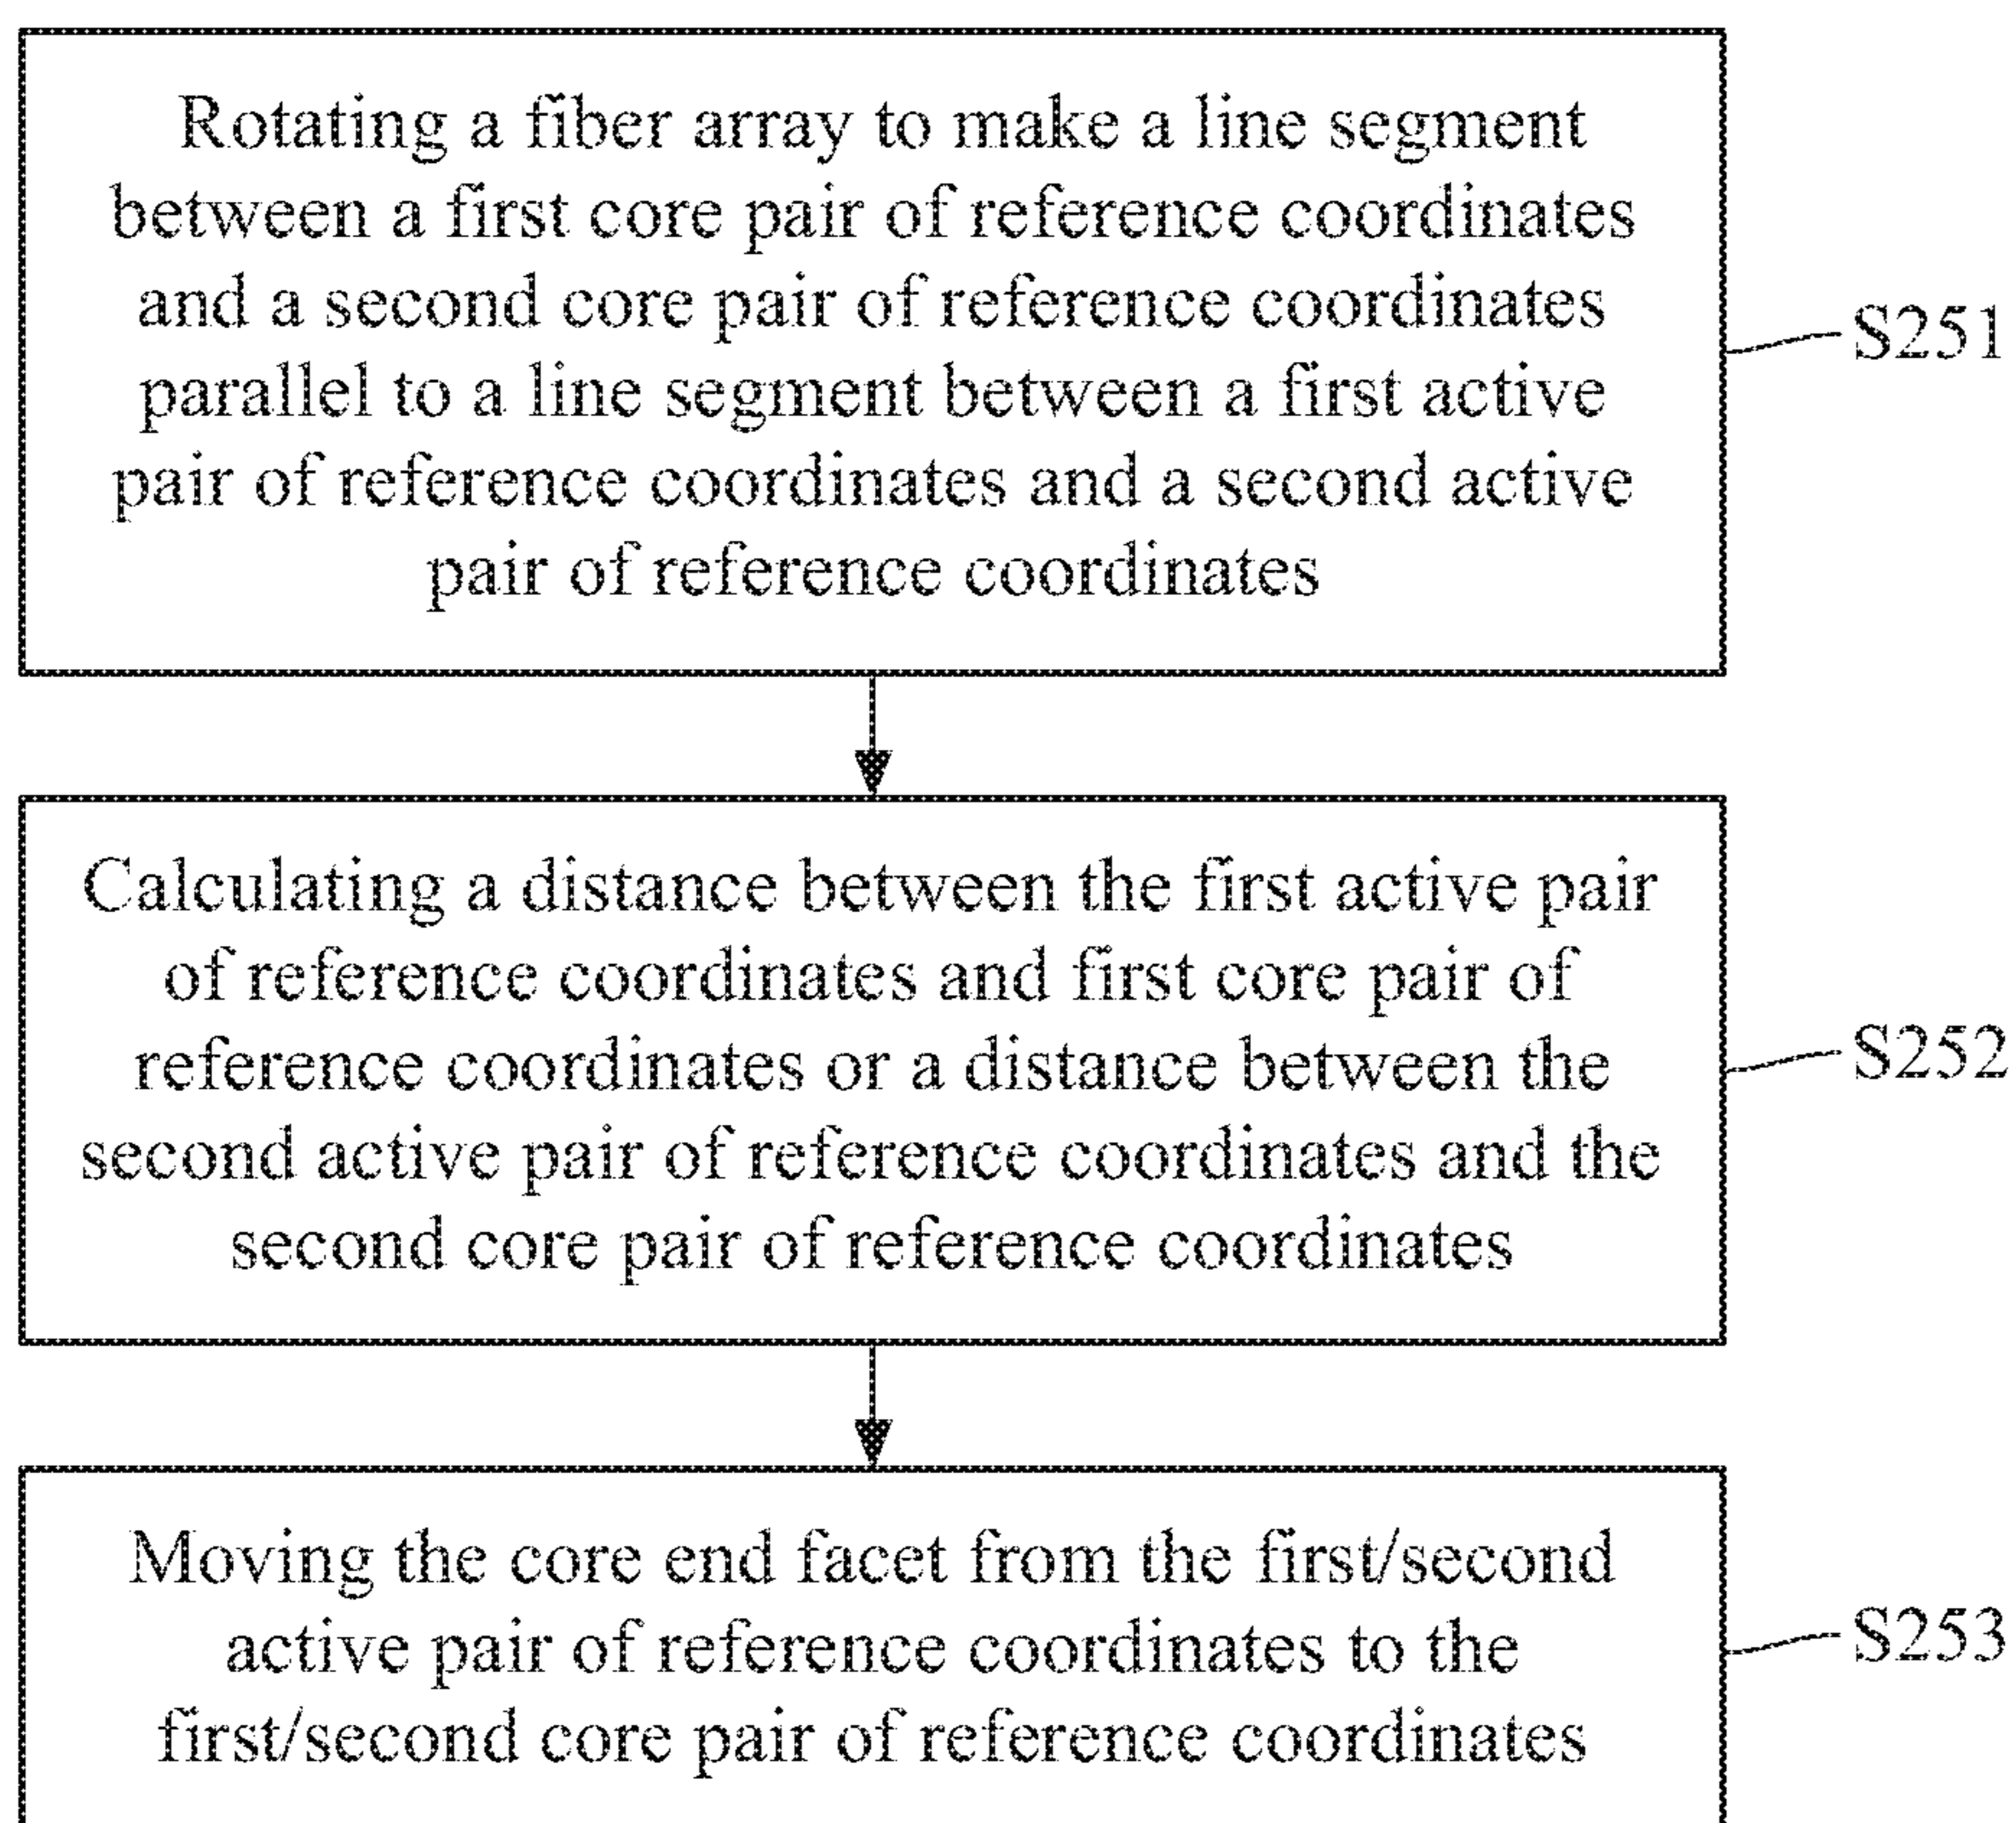 Rotating a fiber array to make a line segment
between a first core pair of reference coordinates
and a second core pair of reference coordinates
parallel to a line segment between a first active
pair of reference coordinates and a second active
pair of reference coordinates
S251
Calculating a distance between the first active pair
of reference coordinates and first core pair of
reference coordinates or a distance between the
second active pair of reference coordinates and the
second core pair of reference coordinates
S252
Moving the core end facet from the first/second
active pair of reference coordinates to the
first/second core pair of reference coordinates
S253